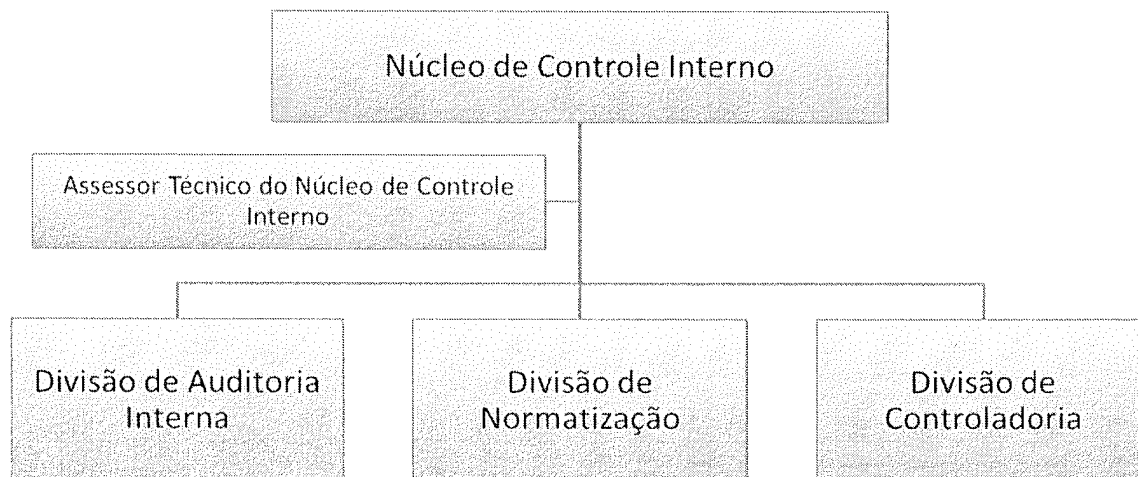 Núcleo de Controle Interno
Assessor Técnico do Núcleo de Controle
Interno
Divisão de Auditoria
Interna
Divisão de
Normatização
Divisão de
Controladoria